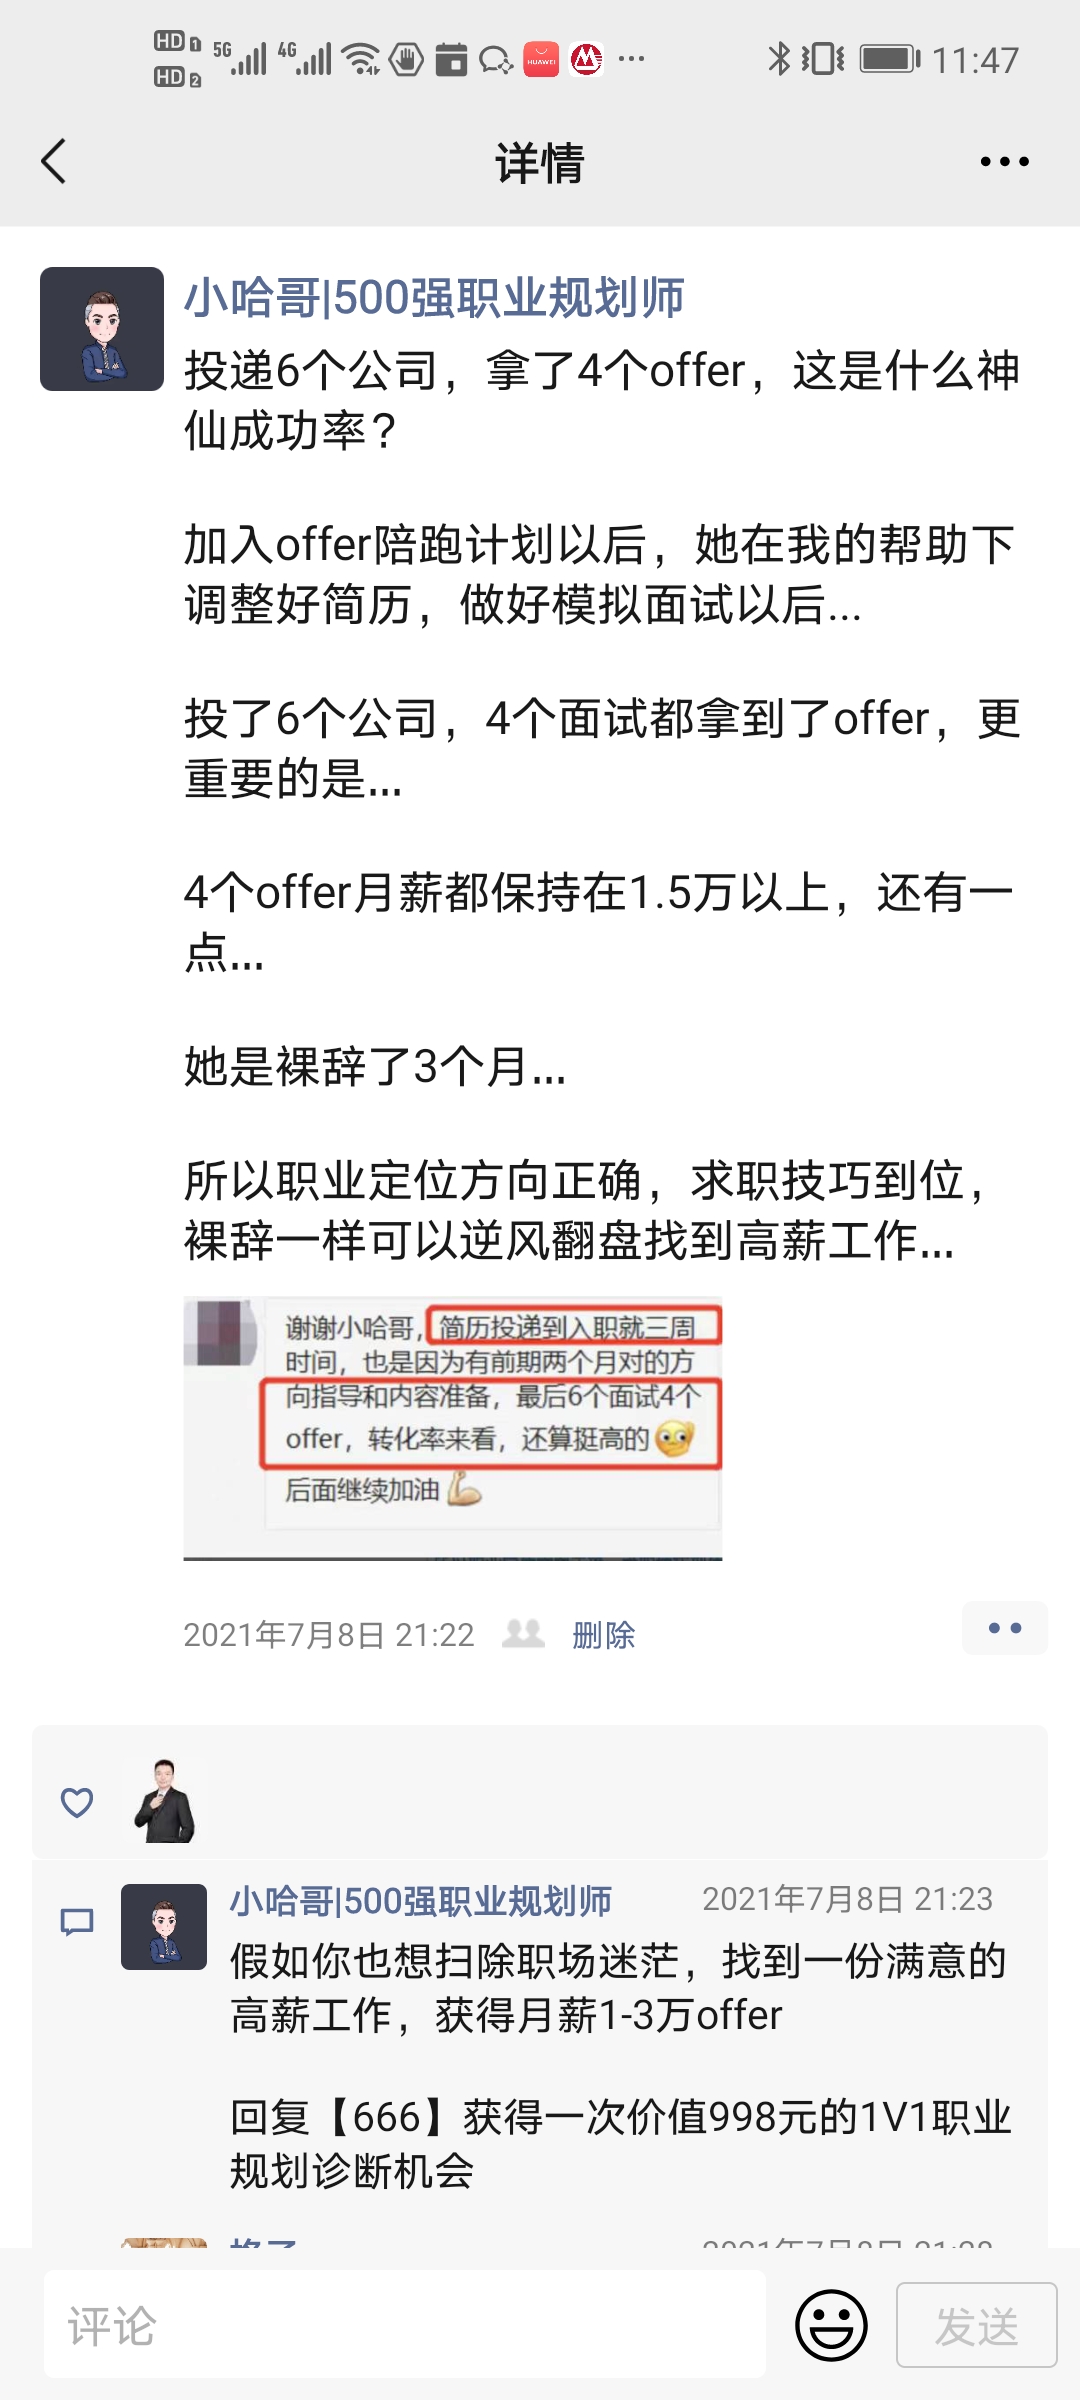 HD 1 5G 4G HUAWEI 11:47
HD 2
详情
小哈哥|500强职业规划师
投递6个公司，拿了4个offer，这是什么神
仙成功率？
加入offer陪跑计划以后，她在我的帮助下
调整好简历，做好模拟面试以后...
投了6个公司，4个面试都拿到了offer，更
重要的是...
4个offer月薪都保持在1.5万以上，还有一
点...
她是裸辞了3个月...
所以职业定位方向正确，求职技巧到位，
裸辞一样可以逆风翻盘找到高薪工作...
谢谢小哈哥，简历投递到入职就三周
时间，也是因为有前期两个月对的方
向指导和内容准备，最后6个面试4个
offer，转化率来看，还算挺高的
后面继续加油
2021年7月8日 21:22 删除
小哈哥|500强职业规划师 2021年7月8日 21:23
假如你也想扫除职场迷茫，找到一份满意的
高薪工作，获得月薪1-3万offer
回复【666】获得一次价值998元的1V1职业
规划诊断机会
评论 发送